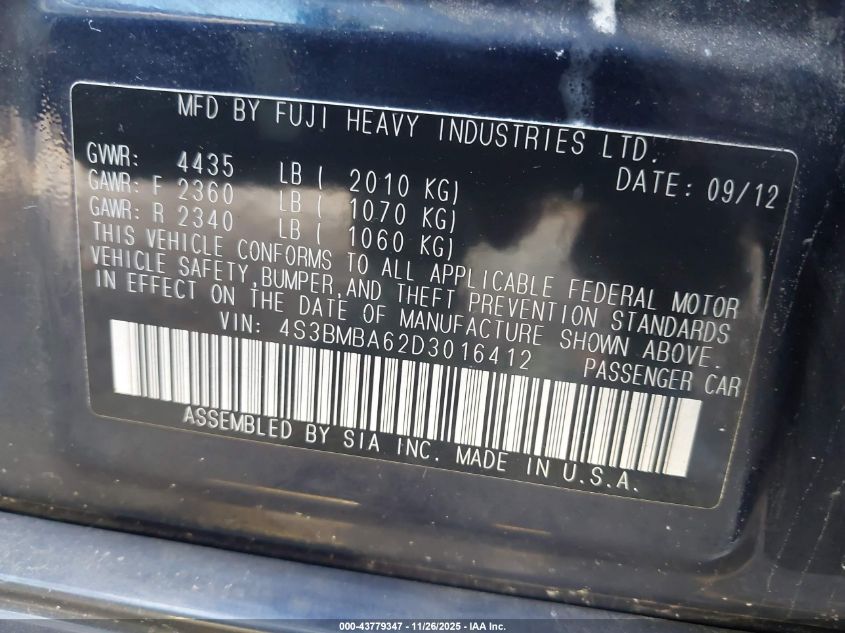 MFD BY FUJI HEAVY INDUSTRIES LTD.
GVWR: 4435 LB ( 2010 KG) DATE: 09/12
GAWR: F 2360 LB ( 1070 KG)
GAWR: R 2340 LB ( 1060 KG)
THIS VEHICLE CONFORMS TO ALL APPLICABLE FEDERAL MOTOR
VEHICLE SAFETY, BUMPER, AND THEFT PREVENTION STANDARDS
IN EFFECT ON THE DATE OF MANUFACTURE SHOWN ABOVE.
VIN: 4S3BMBA62D3016412 PASSENGER CAR
ASSEMBLED BY SIA INC. MADE IN U.S.A.
000-43779347 - 11/26/2025 - IAA Inc.